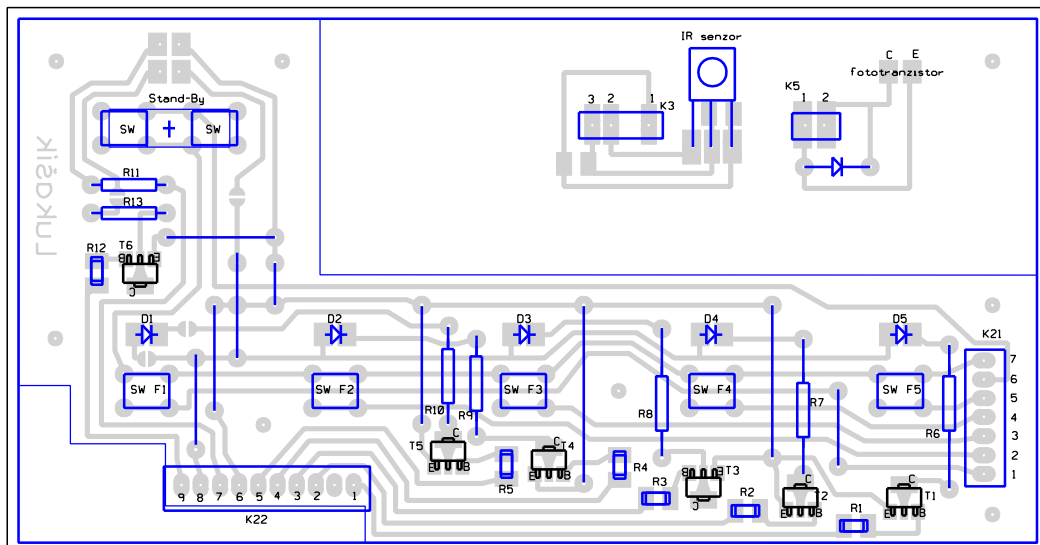 IR senzor
C E
fototranzistor
Stand-By
K5
1 2
3 2 1
K3
SW SW
Lukašik
R11
R13
R12
T6
B E
C
D1
D2
D3
D4
D5
K21
7
6
5
4
3
2
1
SW F1
SW F2
SW F3
SW F4
SW F5
R10
R9
R8
R7
R6
T5
C
E B
T4
C
E B
R5
R4
T3
B E
C
R3
R2
T2
C
E B
R1
T1
C
E B
9 8 7 6 5 4 3 2 1
K22